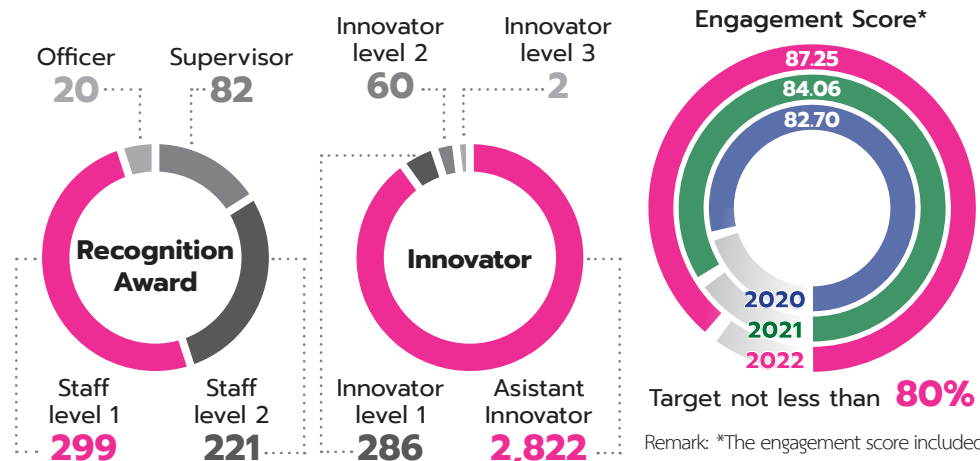 Officer
20
Supervisor
82
Recognition
Award
Staff
level 1
299
Staff
level 2
221
Innovator
level 2
60
Innovator
level 3
2
Innovator
Innovator
level 1
286
Asistant
Innovator
2,822
Engagement Score*
87.25
84.06
82.70
2020
2021
2022
Target not less than 80%
Remark: *The engagement score included